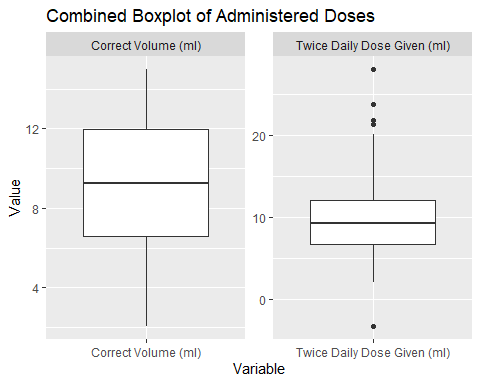 Combined Boxplot of Administered Doses
Correct Volume (ml)
Twice Daily Dose Given (ml)
Value
12
8
4
20
10
0
Correct Volume (ml)
Twice Daily Dose Given (ml)
Variable